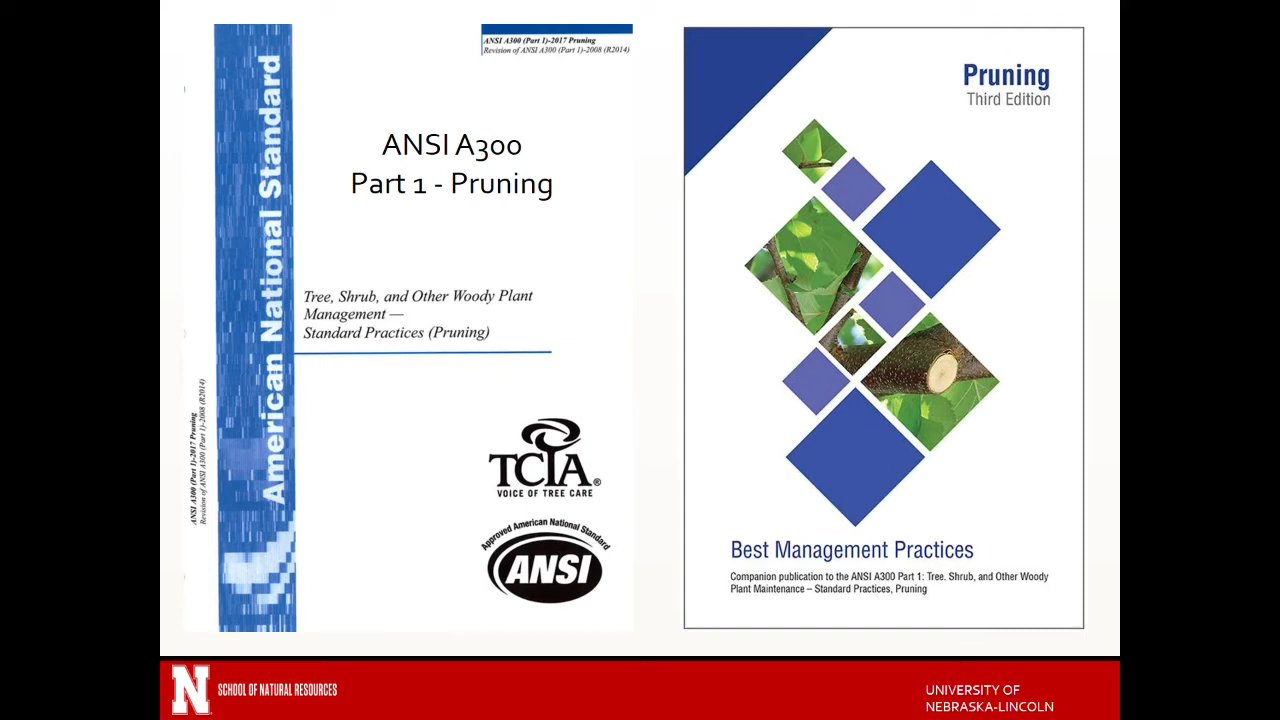 ANSI A300 (Part 1)-2017 Pruning
Revision of ANSI A300 (Part 1)-2008 (R2014)
American National Standard
ANSI A300
Part 1 - Pruning
Tree, Shrub, and Other Woody Plant
Management —
Standard Practices (Pruning)
ANSI A300 (Part 1)-2017 Pruning
Revision of ANSI A300 (Part 1)-2008 (R2014)
TCIA®
VOICE OF TREE CARE
Approved American National Standard
ANSI
Pruning
Third Edition
Best Management Practices
Companion publication to the ANSI A300 Part 1: Tree. Shrub, and Other Woody
Plant Maintenance – Standard Practices, Pruning
N
SCHOOL OF NATURAL RESOURCES
UNIVERSITY OF
NEBRASKA-LINCOLN